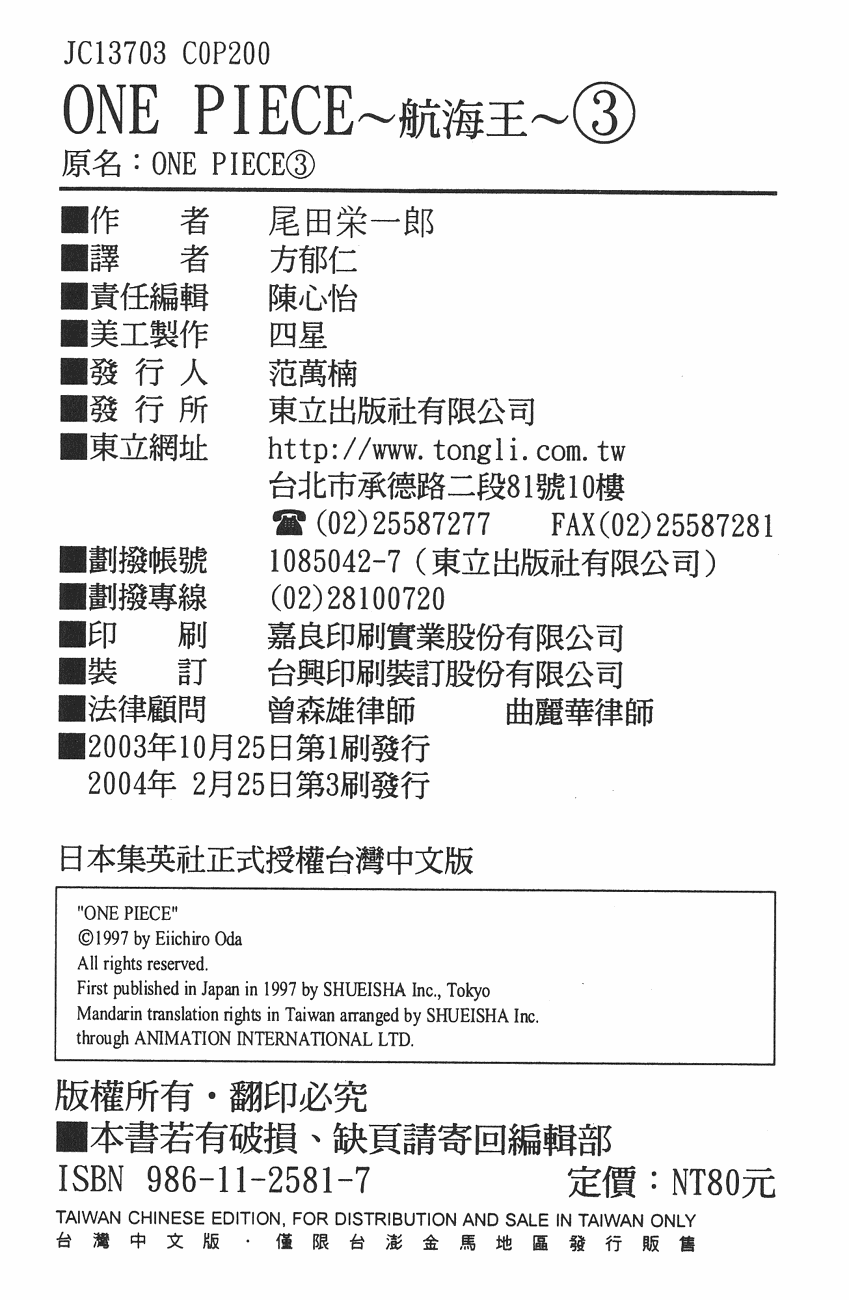 JC13703 C0P200
ONE PIECE～航海王～③
原名：ONE PIECE③
■作　　者　尾田栄一郎
■譯　　者　方郁仁
■責任編輯　陳心怡
■美工製作　四星
■發 行 人　范萬楠
■發 行 所　東立出版社有限公司
■東立網址　http://www.tongli.com.tw
台北市承德路二段81號10樓
☎(02)25587277　FAX(02)25587281
■劃撥帳號　1085042-7（東立出版社有限公司）
■劃撥專線　(02)28100720
■印　　刷　嘉良印刷實業股份有限公司
■裝　　訂　台興印刷裝訂股份有限公司
■法律顧問　曾森雄律師　　曲麗華律師
■2003年10月25日第1刷發行
2004年 2月25日第3刷發行
日本集英社正式授權台灣中文版
"ONE PIECE"
©1997 by Eiichiro Oda
All rights reserved.
First published in Japan in 1997 by SHUEISHA Inc., Tokyo
Mandarin translation rights in Taiwan arranged by SHUEISHA Inc.
through ANIMATION INTERNATIONAL LTD.
版權所有・翻印必究
■本書若有破損、缺頁請寄回編輯部
ISBN 986-11-2581-7　定價：NT80元
TAIWAN CHINESE EDITION, FOR DISTRIBUTION AND SALE IN TAIWAN ONLY
台灣中文版・僅限台澎金馬地區發行販售